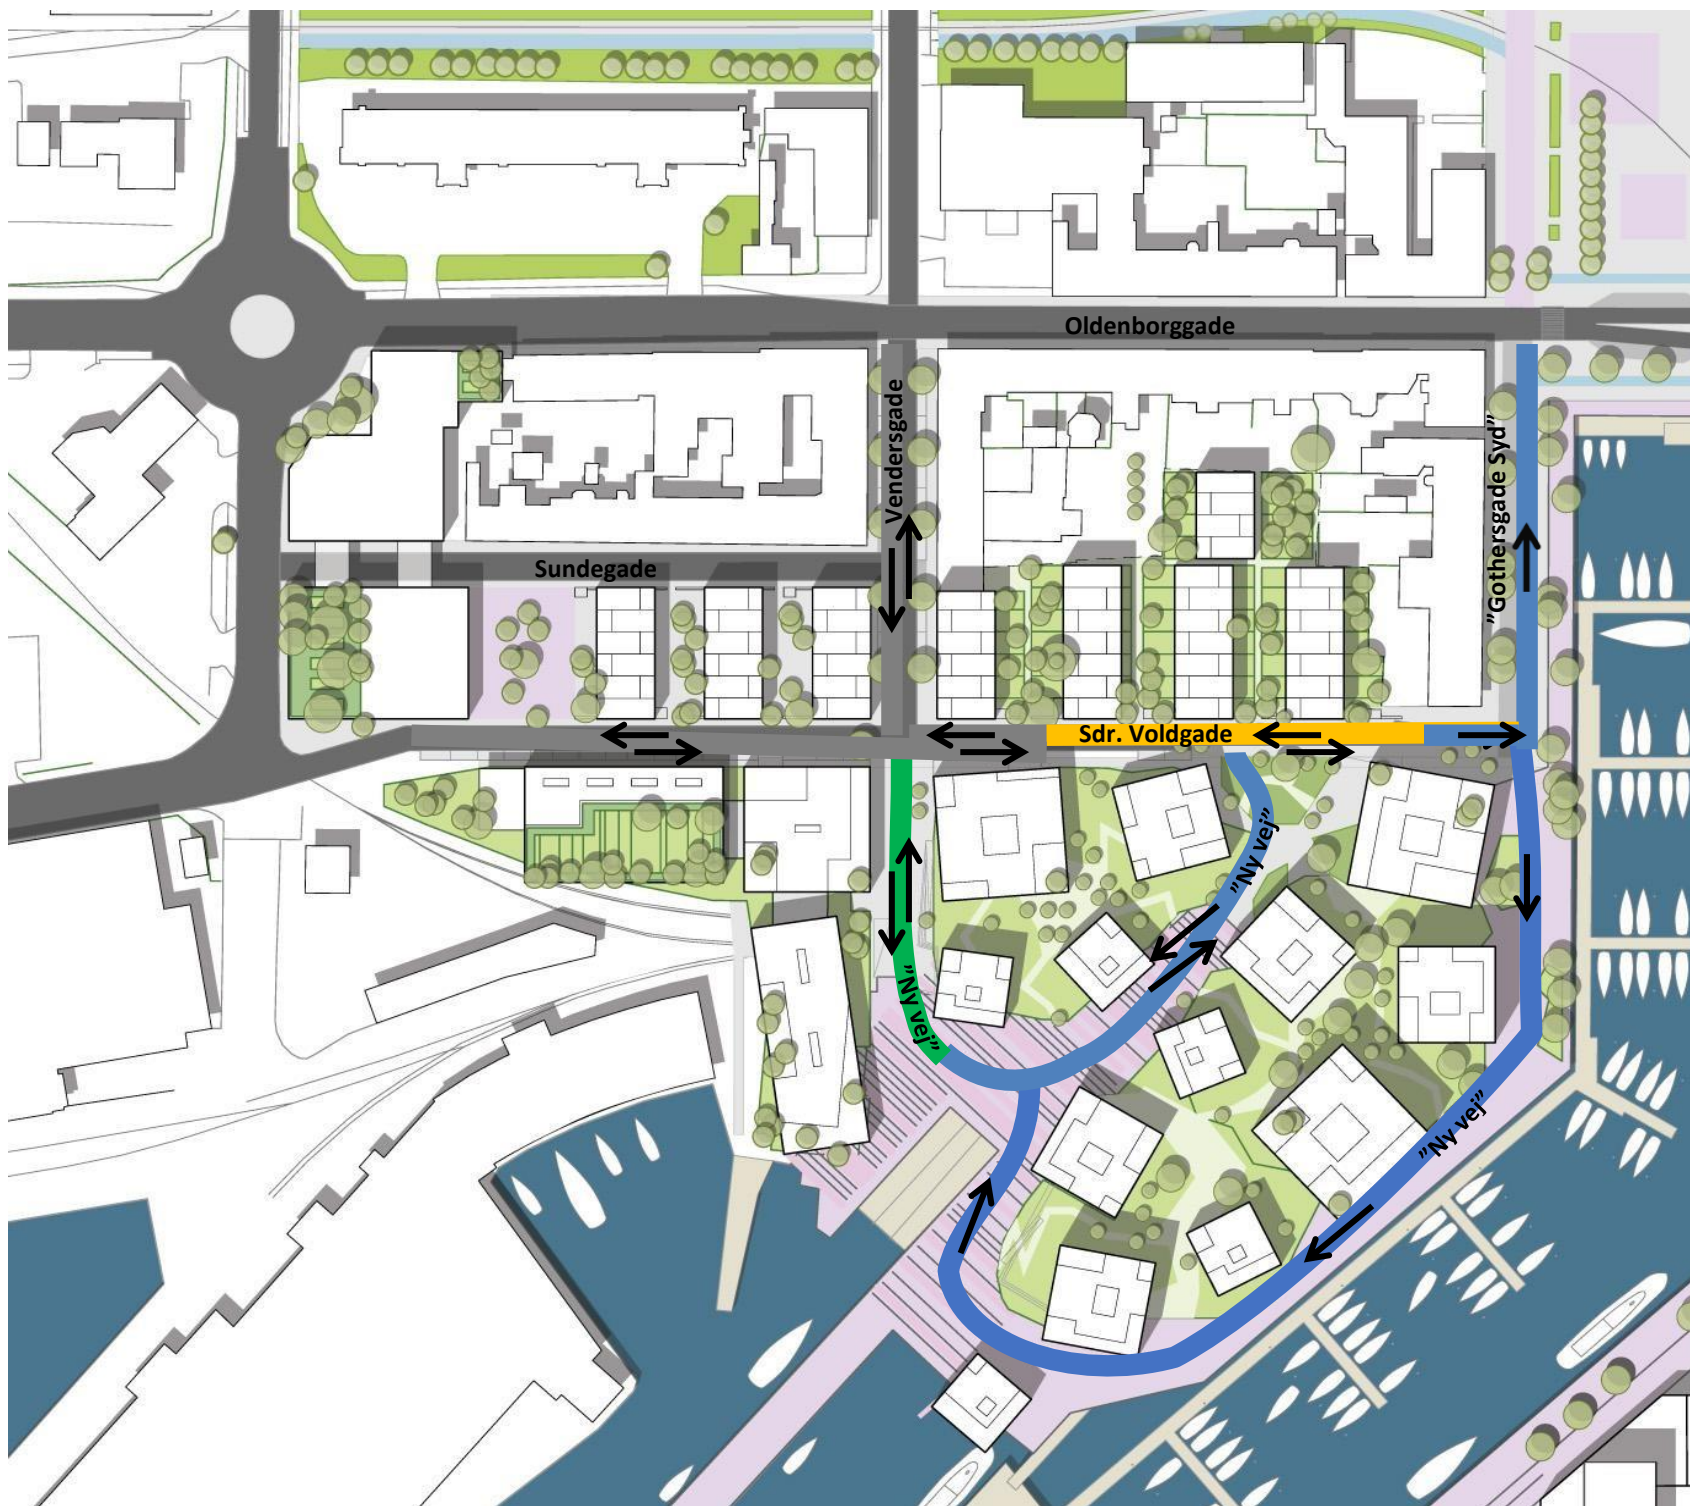 Oldenborggade
Vendersgade
"Gothersgade Syd"
Sundegade
Sdr. Voldgade
"Ny vej"
"Ny vej"
"Ny vej"